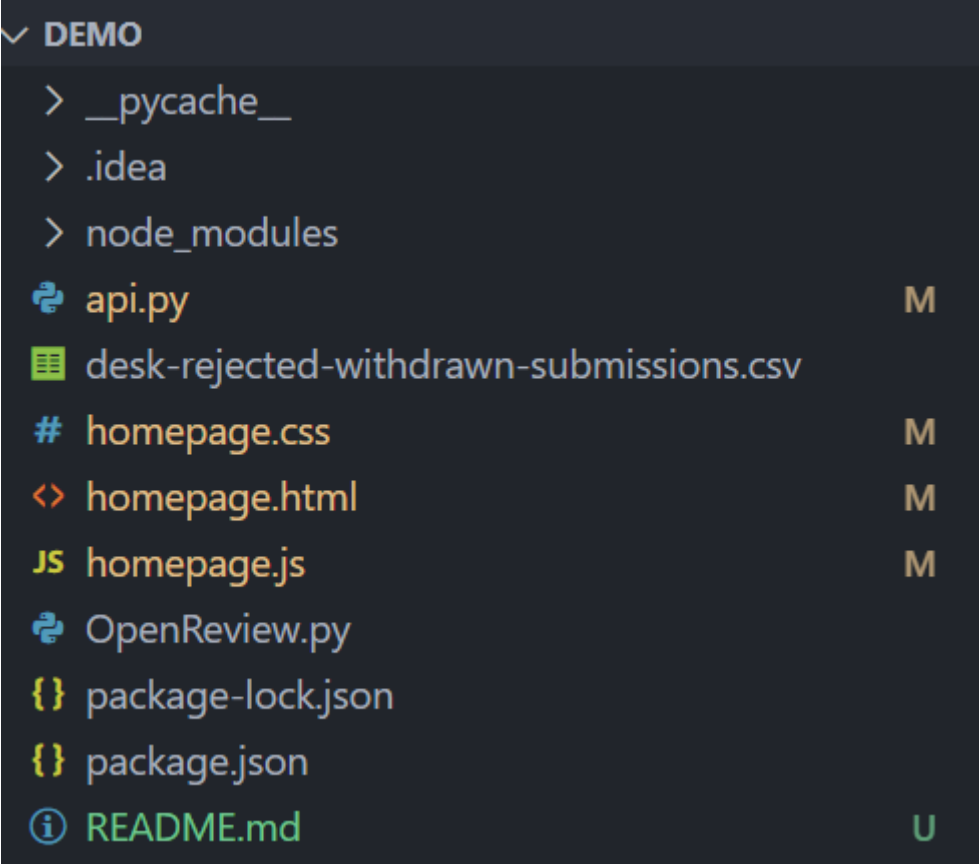 DEMO
__pycache__
.idea
node_modules
api.py M
desk-rejected-withdrawn-submissions.csv
# homepage.css M
<> homepage.html M
JS homepage.js M
OpenReview.py
{} package-lock.json
{} package.json
README.md U